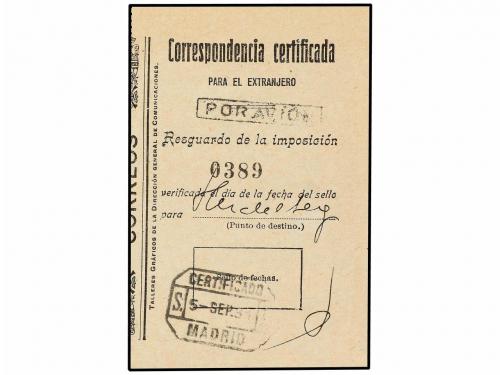 Correspondencia certificada
PARA EL EXTRANJERO
POR AVIÓN
Resguardo de la imposición
0389
verificada el día de la fecha del sello
para
(Punto de destino.)
Sello de fechas.
CERTIFICADO
S. 5-SEP.
MADRID
CORREOS
TALLERES GRÁFICOS DE LA DIRECCIÓN GENERAL DE COMUNICACIONES.